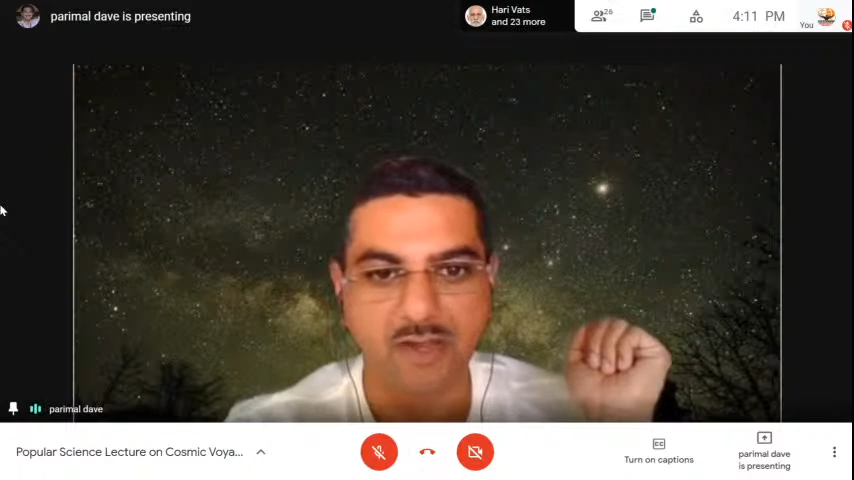 parimal dave is presenting
Hari Vats
and 23 more
26
4:11 PM
You
parimal dave
Popular Science Lecture on Cosmic Voya...
CC
Turn on captions
parimal dave
is presenting